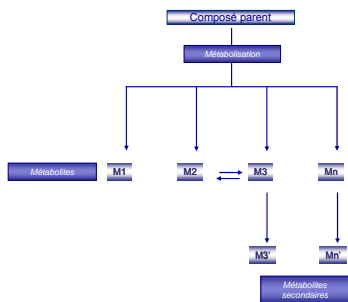 Composé parent
Métabolisation
Métabolites
M1
M2
M3
Mn
M3'
Mn'
Métabolites
secondaires